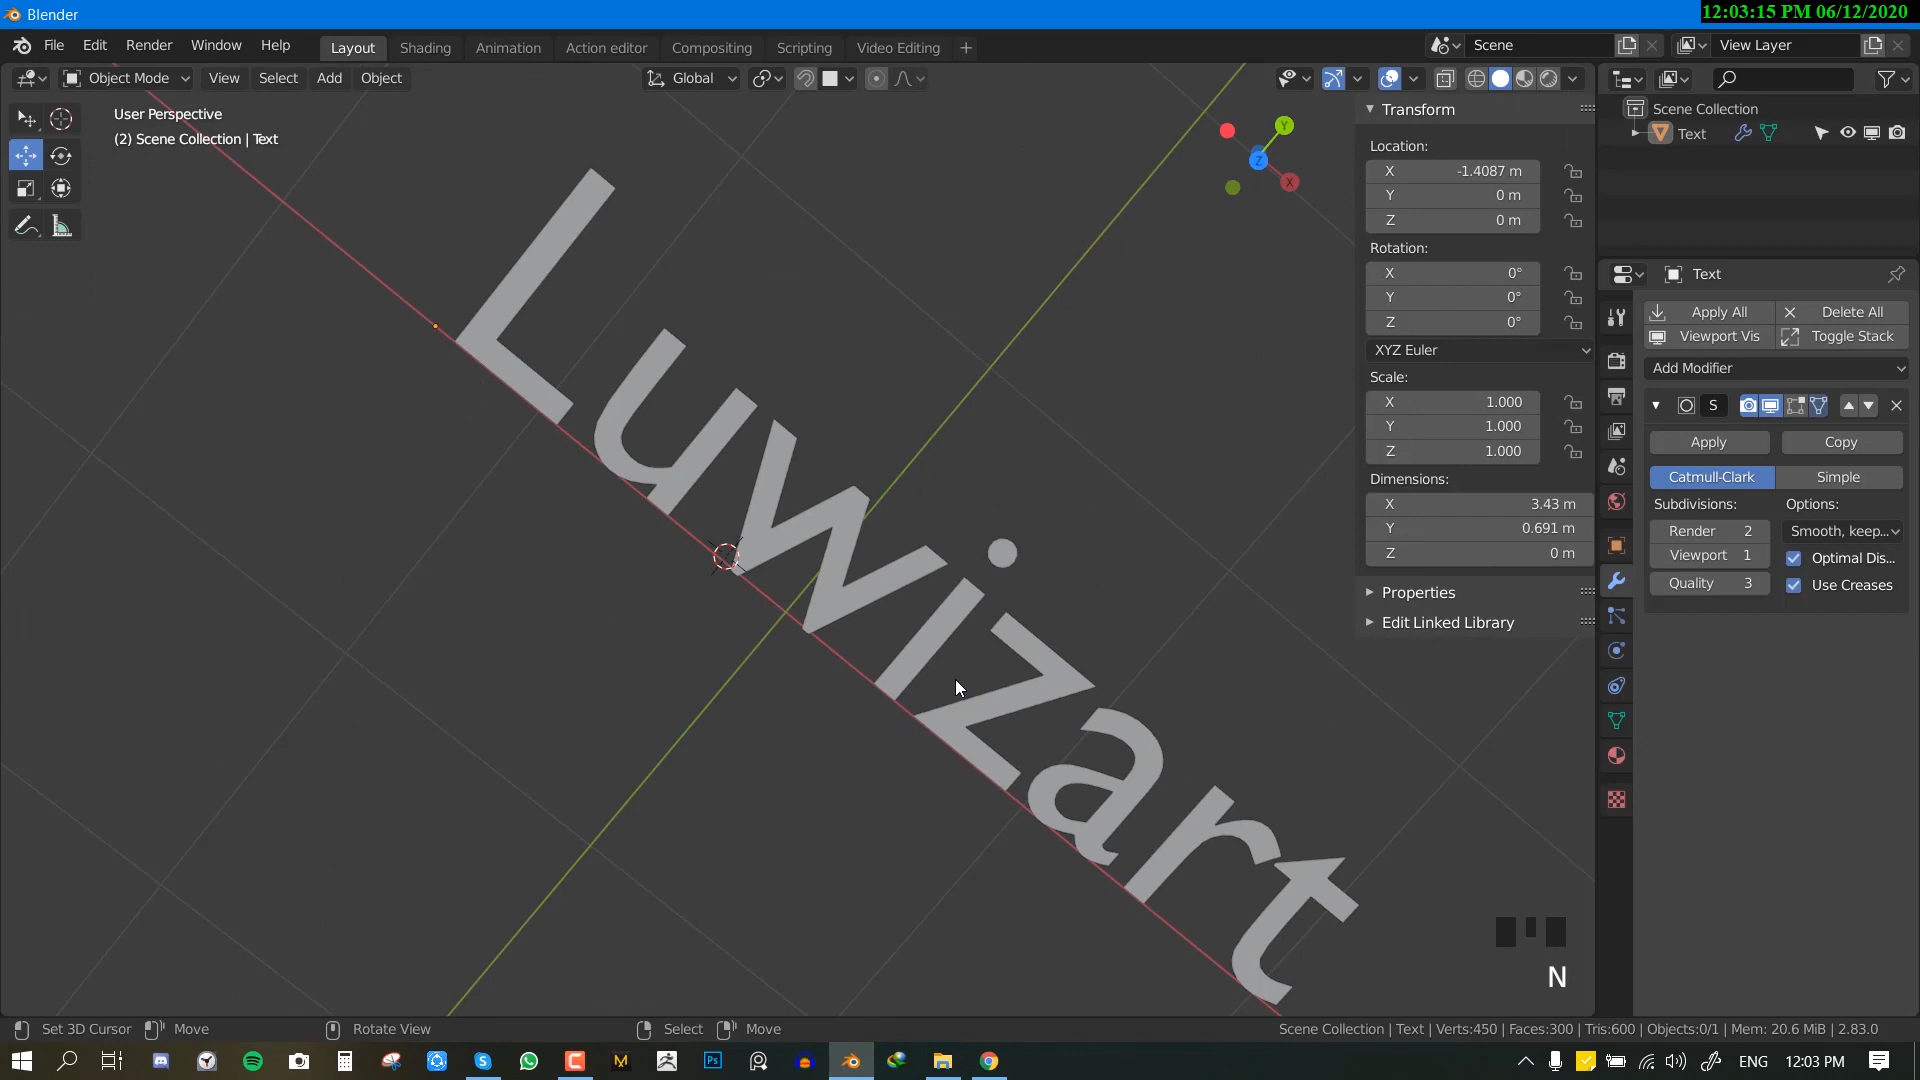 Blender
12:03:15 PM 06/12/2020
File Edit Render Window Help
Layout Shading Animation Action editor Compositing Scripting Video Editing +
Scene
View Layer
Object Mode View Select Add Object
Global
User Perspective
(2) Scene Collection | Text
Y
Z
X
Luwizart
Transform
Location:
X -1.4087 m
Y 0 m
Z 0 m
Rotation:
X 0°
Y 0°
Z 0°
XYZ Euler
Scale:
X 1.000
Y 1.000
Z 1.000
Dimensions:
X 3.43 m
Y 0.691 m
Z 0 m
Properties
Edit Linked Library
Scene Collection
Text
Text
Apply All Delete All
Viewport Vis Toggle Stack
Add Modifier
S
Apply Copy
Catmull-Clark Simple
Subdivisions: Options:
Render 2 Smooth, keep...
Viewport 1 Optimal Dis...
Quality 3 Use Creases
N
Set 3D Cursor Move Rotate View Select Move
Scene Collection | Text | Verts:450 | Faces:300 | Tris:600 | Objects:0/1 | Mem: 20.6 MiB | 2.83.0
Ps
ENG 12:03 PM